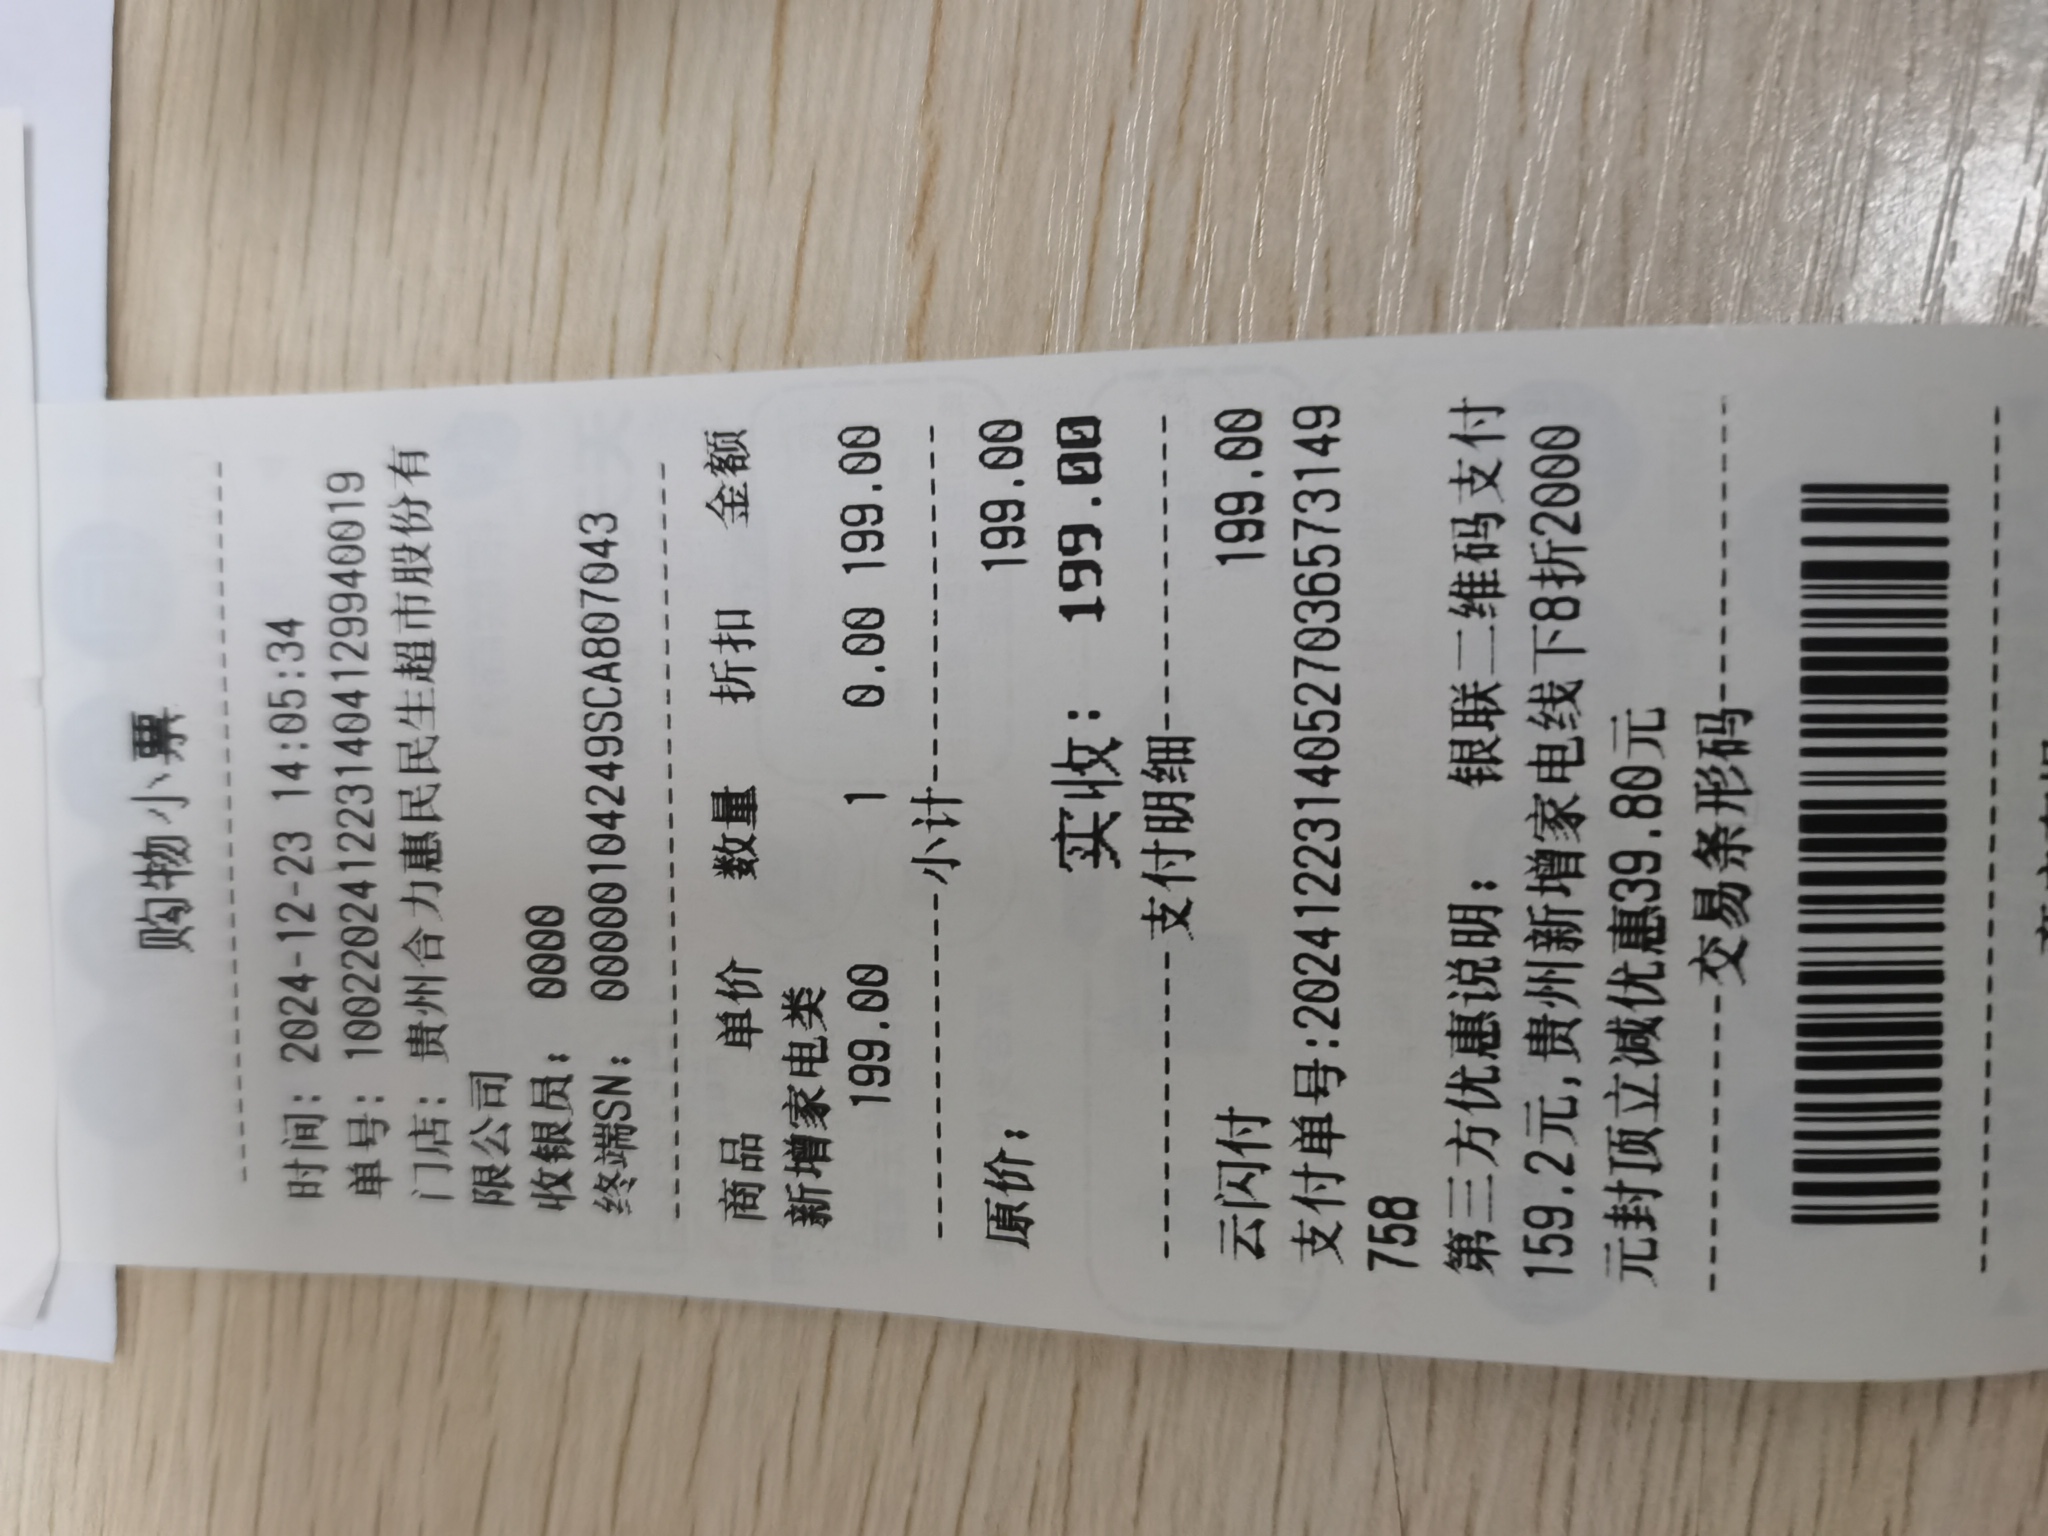 购物小票
时间: 2024-12-23 14:05:34
单号: 10022024122314041299400​19
门店: 贵州合力惠民民生超市股份有
限公司
收银员: 0000
终端SN: 00000104249SCA807043
商品 单价 数量 折扣 金额
新增家电类
199.00 1 0.00 199.00
小计
原价: 199.00
实收: 199.00
支付明细
云闪付 199.00
支付单号:20241223140527036573149
758
第三方优惠说明: 银联二维码支付
159.2元,贵州新增家电线下8折2000
元封顶立减优惠39.80元
交易条形码